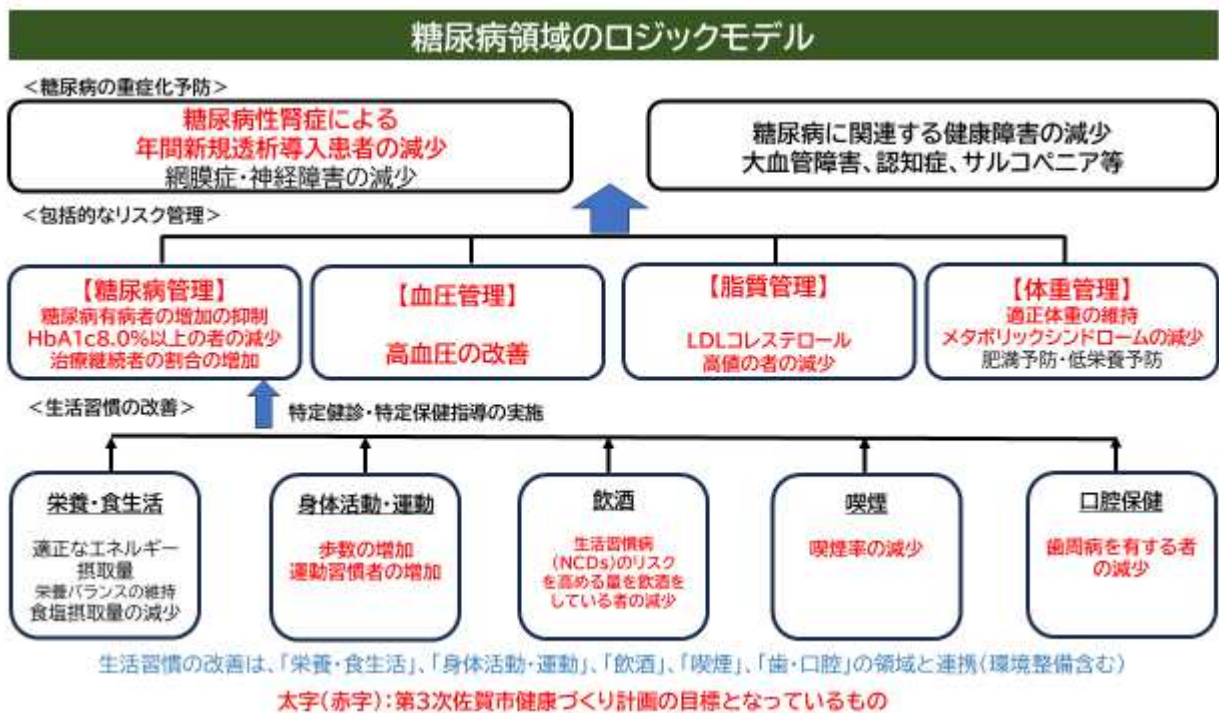 糖尿病領域のロジックモデル
<糖尿病の重症化予防>
糖尿病性腎症による
年間新規透析導入患者の減少
網膜症・神経障害の減少
糖尿病に関連する健康障害の減少
大血管障害、認知症、サルコペニア等
<包括的なリスク管理>
【糖尿病管理】
糖尿病有病者の増加の抑制
HbA1c8.0%以上の者の減少
治療継続者の割合の増加
【血圧管理】
高血圧の改善
【脂質管理】
LDLコレステロール
高値の者の減少
【体重管理】
適正体重の維持
メタボリックシンドロームの減少
肥満予防・低栄養予防
<生活習慣の改善>
特定健診・特定保健指導の実施
栄養・食生活
適正なエネルギー
摂取量
栄養バランスの維持
食塩摂取量の減少
身体活動・運動
歩数の増加
運動習慣者の増加
飲酒
生活習慣病
(NCDs)のリスク
を高める量を飲酒を
している者の減少
喫煙
喫煙率の減少
口腔保健
歯周病を有する者
の減少
生活習慣の改善は、「栄養・食生活」、「身体活動・運動」、「飲酒」、「喫煙」、「歯・口腔」の領域と連携(環境整備含む)
太字(赤字):第3次佐賀市健康づくり計画の目標となっているもの